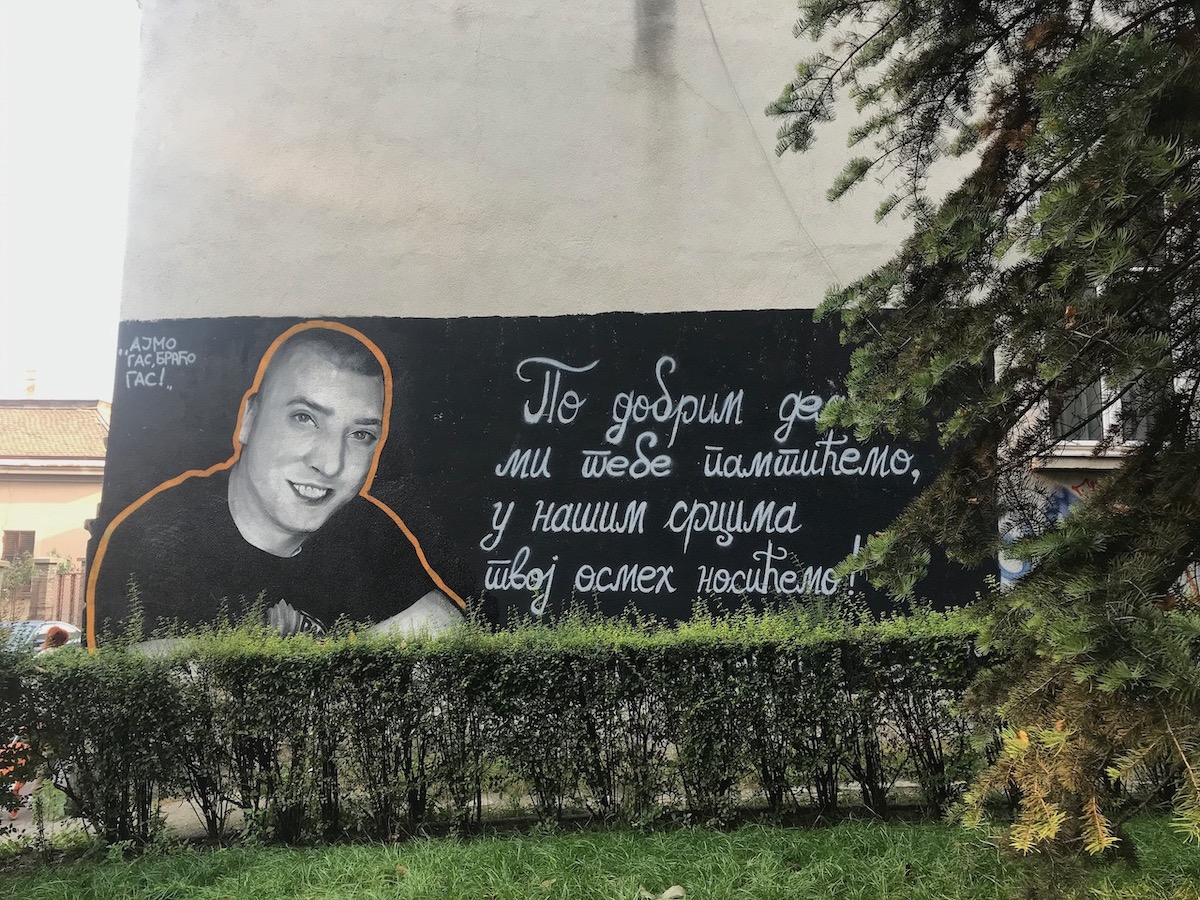 „АЈМО
ГАС, БРАЋО
ГАС!„
По добрим
ми тебе памтићемо,
у нашим срцима
твој осмех носићемо!